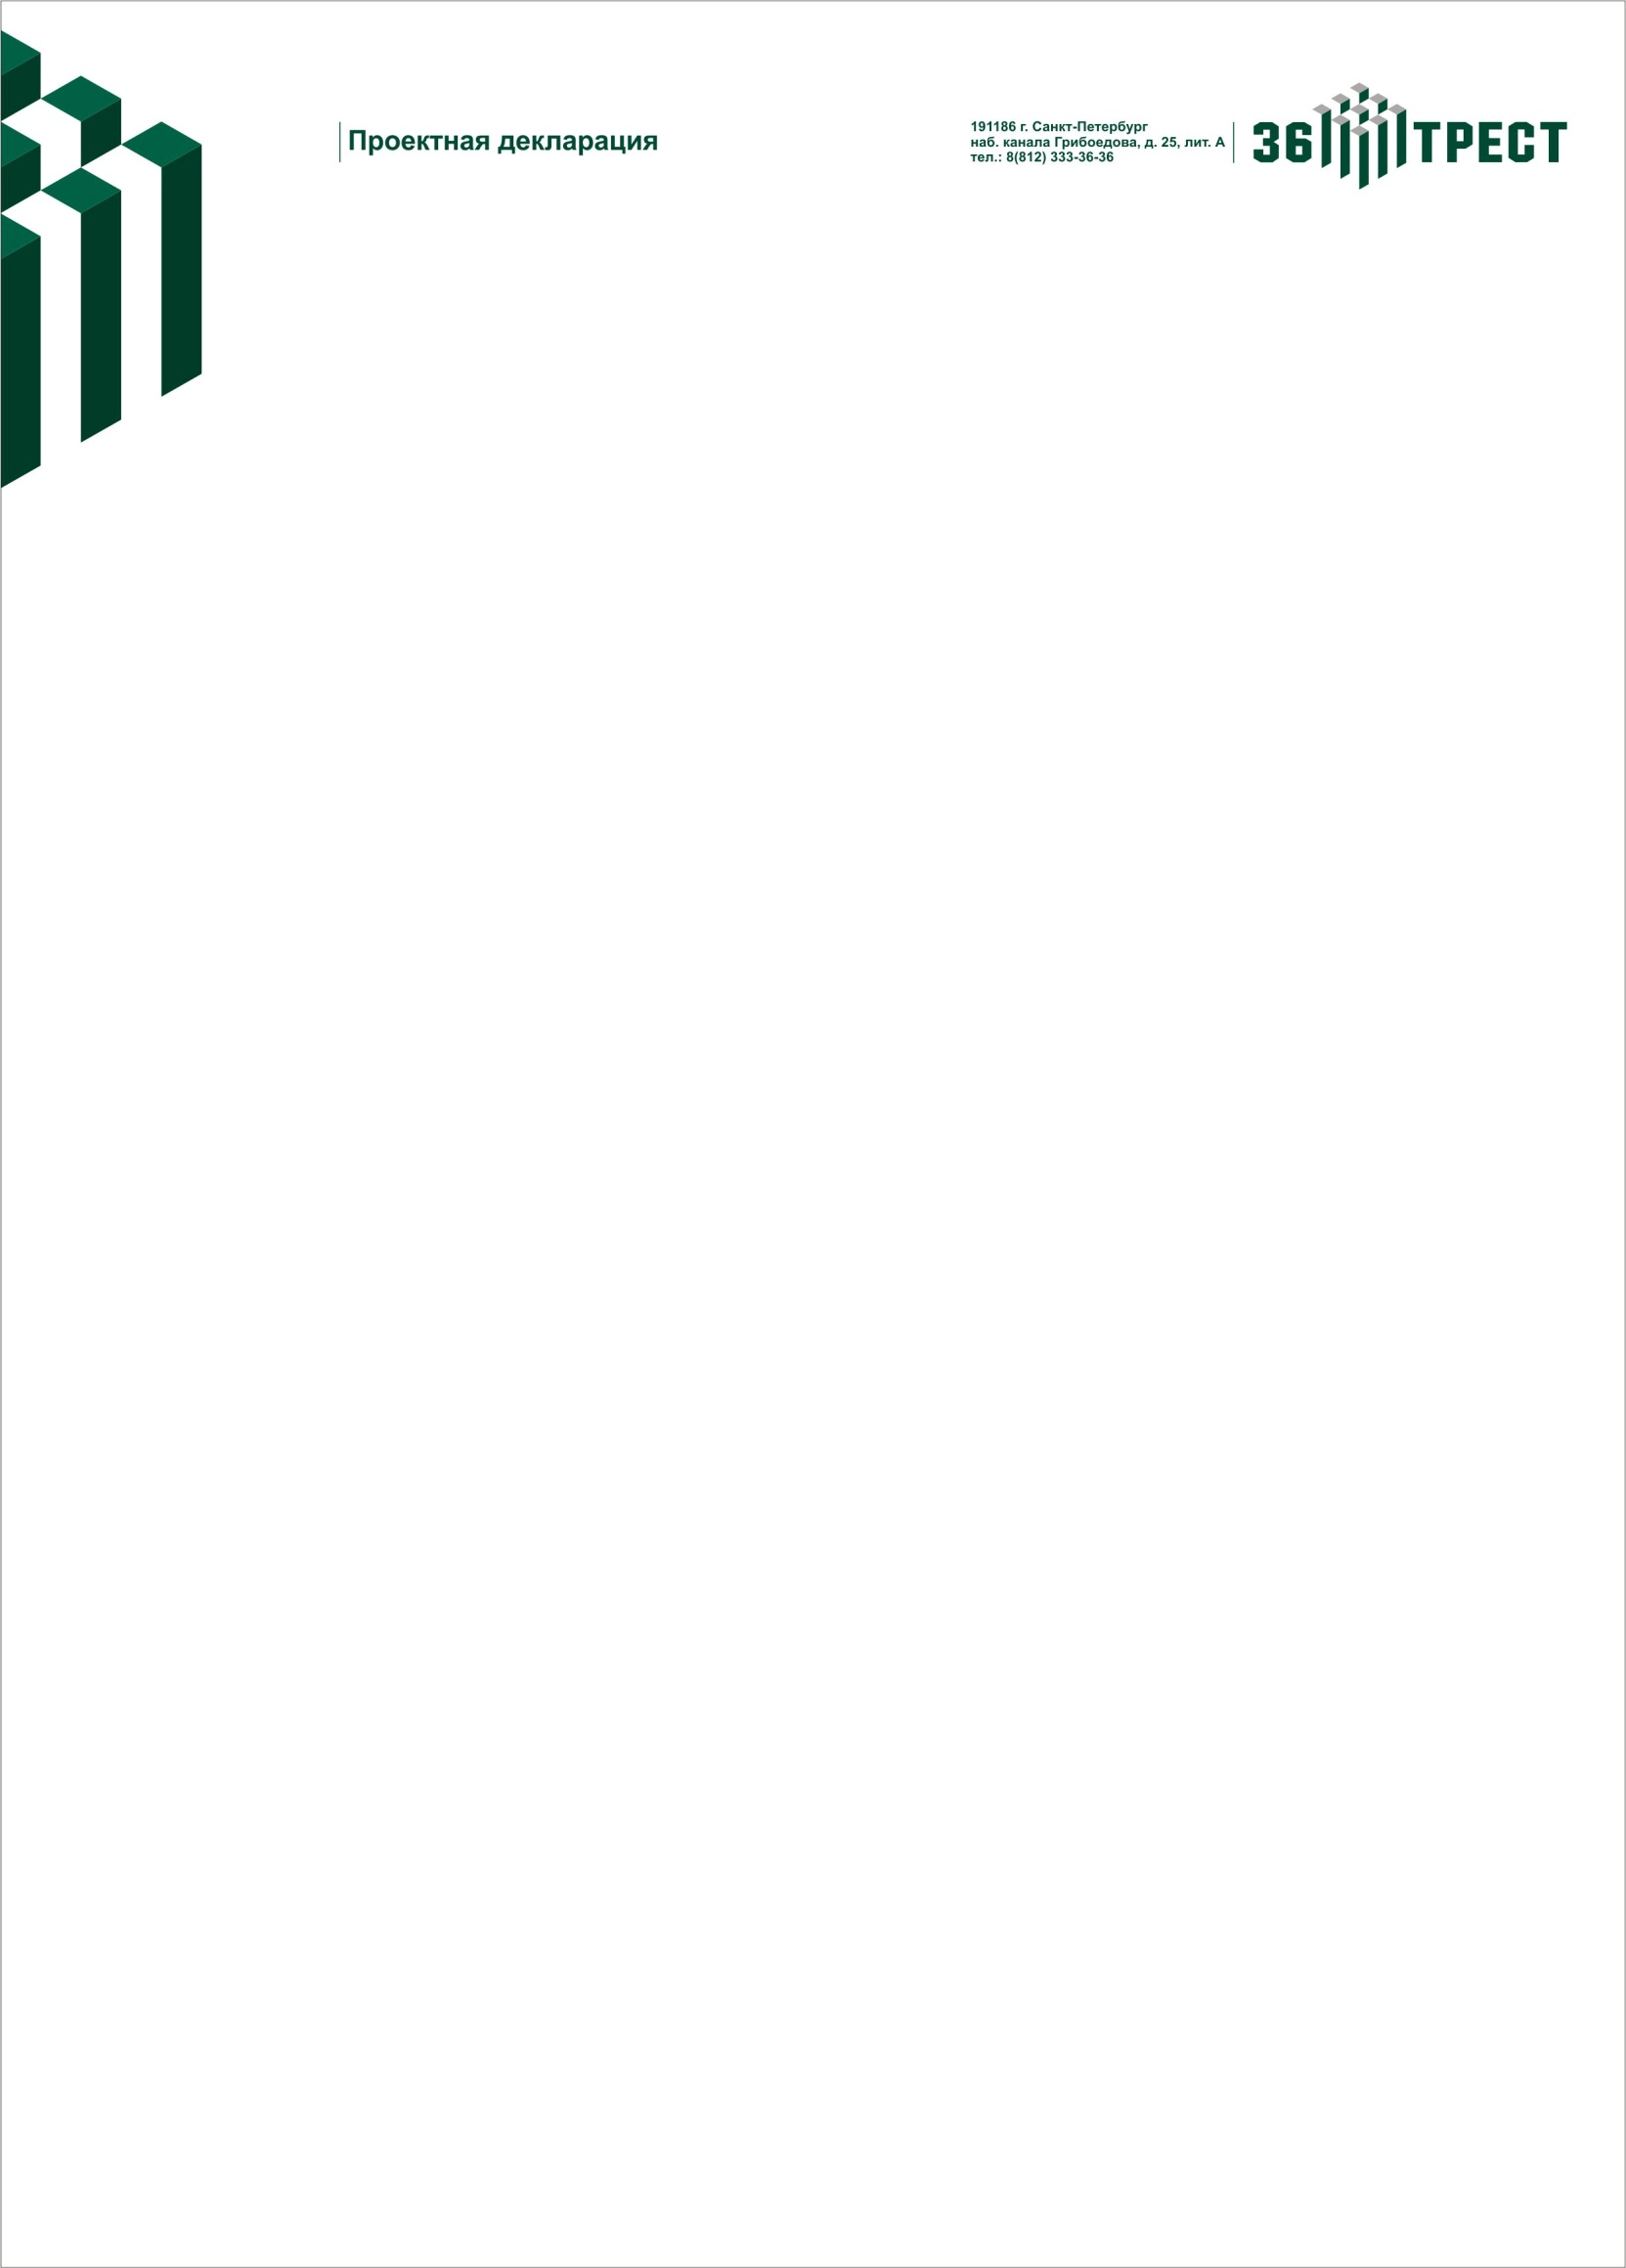 Проектная декларация
191186 г. Санкт-Петербург
наб. канала Грибоедова, д. 25, лит. А
тел.: 8(812) 333-36-36
36 ТРЕСТ